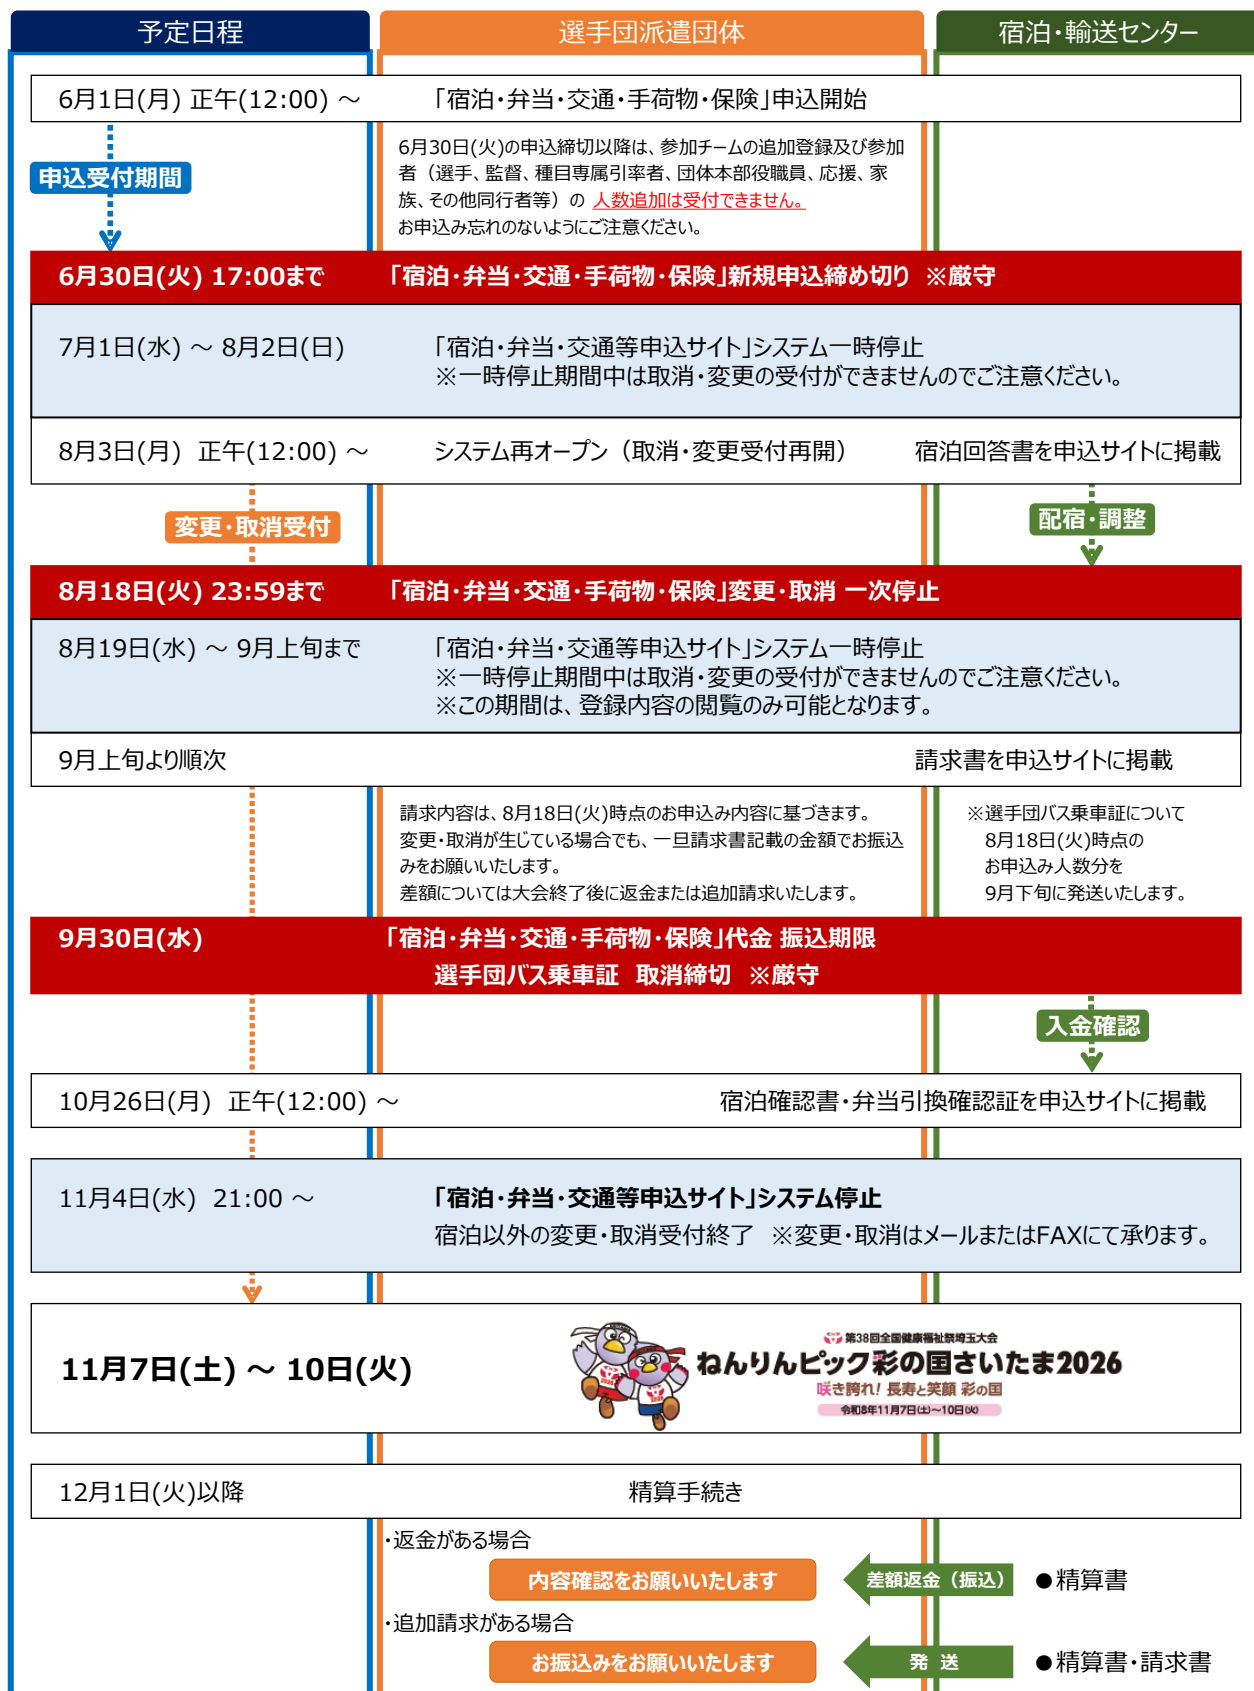 予定日程
選手団派遣団体
宿泊・輸送センター
6月1日(月) 正午(12:00) ～
「宿泊・弁当・交通・手荷物・保険」申込開始
申込受付期間
6月30日(火)の申込締切以降は、参加チームの追加登録及び参加
者（選手、監督、種目専属引率者、団体本部役職員、応援、家
族、その他同行者等）の 人数追加は受付できません。
お申込み忘れのないようにご注意ください。
6月30日(火) 17:00まで
「宿泊・弁当・交通・手荷物・保険」新規申込締め切り ※厳守
7月1日(水) ～ 8月2日(日)
「宿泊・弁当・交通等申込サイト」システム一時停止
※一時停止期間中は取消・変更の受付ができませんのでご注意ください。
8月3日(月) 正午(12:00) ～
システム再オープン（取消・変更受付再開）
宿泊回答書を申込サイトに掲載
変更・取消受付
配宿・調整
8月18日(火) 23:59まで
「宿泊・弁当・交通・手荷物・保険」変更・取消 一次停止
8月19日(水) ～ 9月上旬まで
「宿泊・弁当・交通等申込サイト」システム一時停止
※一時停止期間中は取消・変更の受付ができませんのでご注意ください。
※この期間は、登録内容の閲覧のみ可能となります。
9月上旬より順次
請求書を申込サイトに掲載
請求内容は、8月18日(火)時点のお申込み内容に基づきます。
変更・取消が生じている場合でも、一旦請求書記載の金額でお振込
みをお願いいたします。
差額については大会終了後に返金または追加請求いたします。
※選手団バス乗車証について
8月18日(火)時点の
お申込み人数分を
9月下旬に発送いたします。
9月30日(水)
「宿泊・弁当・交通・手荷物・保険」代金 振込期限
選手団バス乗車証 取消締切 ※厳守
入金確認
10月26日(月) 正午(12:00) ～
宿泊確認書・弁当引換確認証を申込サイトに掲載
11月4日(水) 21:00 ～
「宿泊・弁当・交通等申込サイト」システム停止
宿泊以外の変更・取消受付終了 ※変更・取消はメールまたはFAXにて承ります。
11月7日(土) ～ 10日(火)
第38回全国健康福祉祭埼玉大会
ねんりんピック彩の国さいたま2026
咲き誇れ! 長寿と笑顔 彩の国
令和8年11月7日(土)～10日(火)
12月1日(火)以降
精算手続き
・返金がある場合
内容確認をお願いいたします
差額返金（振込）
●精算書
・追加請求がある場合
お振込みをお願いいたします
発 送
●精算書・請求書